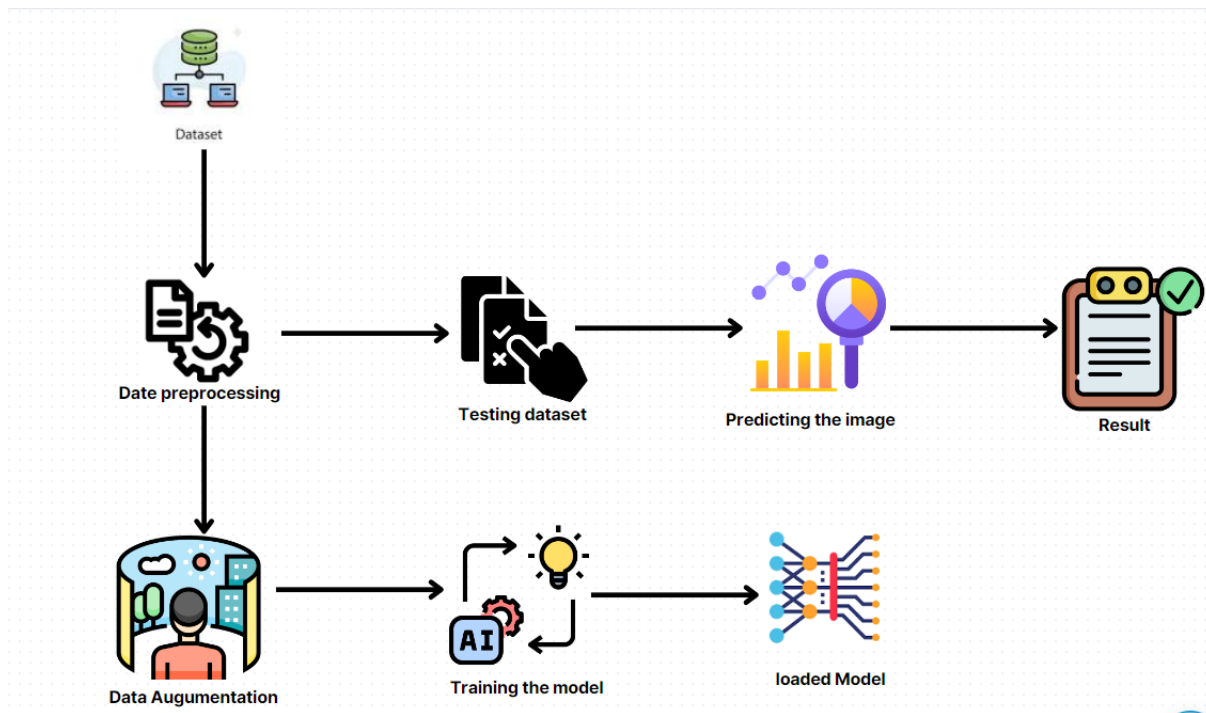 Dataset
Date preprocessing
Testing dataset
Predicting the image
Result
AI
Data Augumentation
Training the model
loaded Model